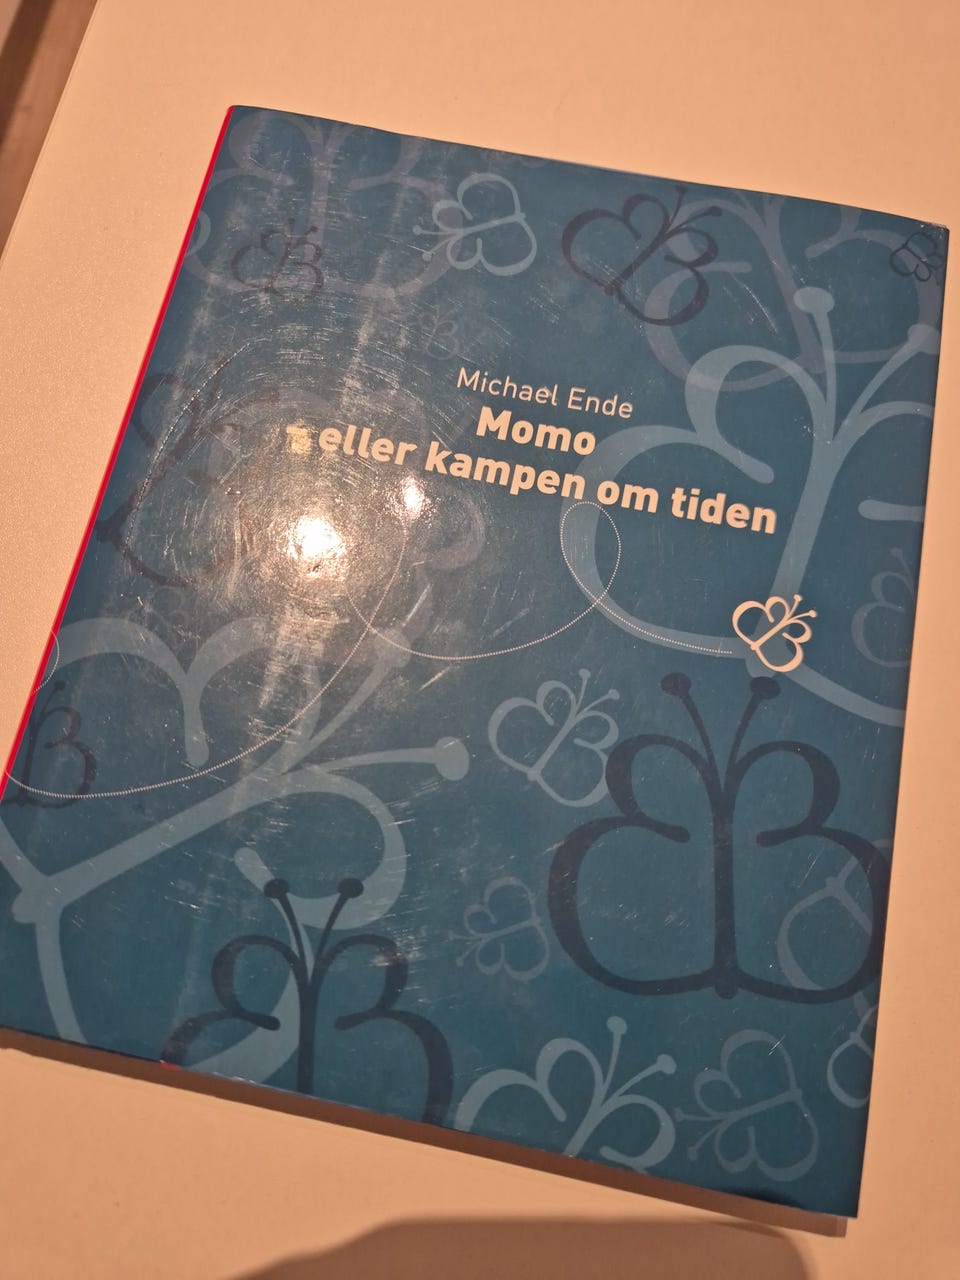 Michael Ende
Momo
– eller kampen om tiden